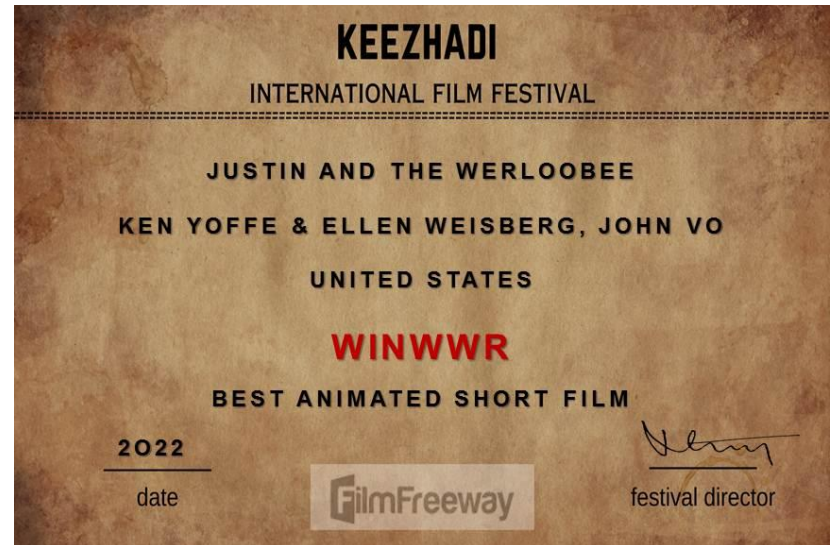 KEEZHADI
INTERNATIONAL FILM FESTIVAL
JUSTIN AND THE WERLOOBEE
KEN YOFFE & ELLEN WEISBERG, JOHN VO
UNITED STATES
WINWWR
BEST ANIMATED SHORT FILM
2022
date
FilmFreeway
festival director